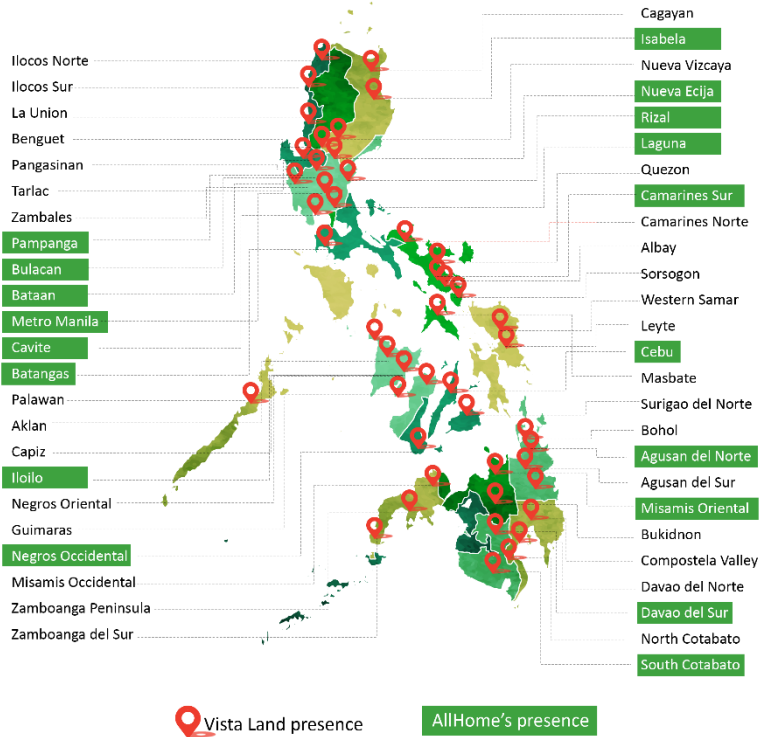 Ilocos Norte
Ilocos Sur
La Union
Benguet
Pangasinan
Tarlac
Zambales
Pampanga
Bulacan
Bataan
Metro Manila
Cavite
Batangas
Palawan
Aklan
Capiz
Iloilo
Negros Oriental
Guimaras
Negros Occidental
Misamis Occidental
Zamboanga Peninsula
Zamboanga del Sur
Cagayan
Isabela
Nueva Vizcaya
Nueva Ecija
Rizal
Laguna
Quezon
Camarines Sur
Camarines Norte
Albay
Sorsogon
Western Samar
Leyte
Cebu
Masbate
Surigao del Norte
Bohol
Agusan del Norte
Agusan del Sur
Misamis Oriental
Bukidnon
Compostela Valley
Davao del Norte
Davao del Sur
North Cotabato
South Cotabato
Vista Land presence
AllHome's presence